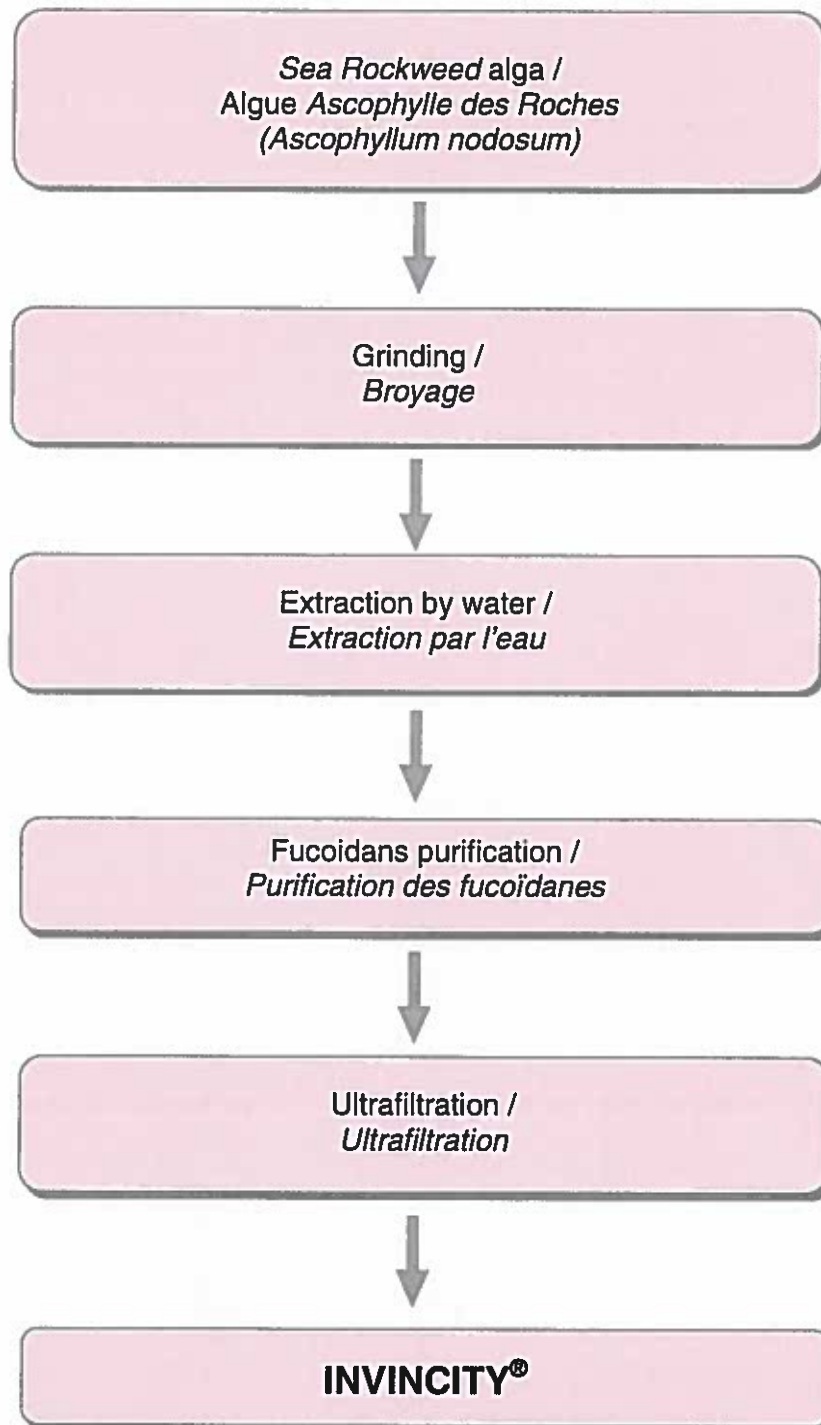 Sea Rockweed alga /
Algue Ascophylle des Roches
(Ascophyllum nodosum)
Grinding /
Broyage
Extraction by water /
Extraction par l'eau
Fucoidans purification /
Purification des fucoïdanes
Ultrafiltration /
Ultrafiltration
INVINCITY®